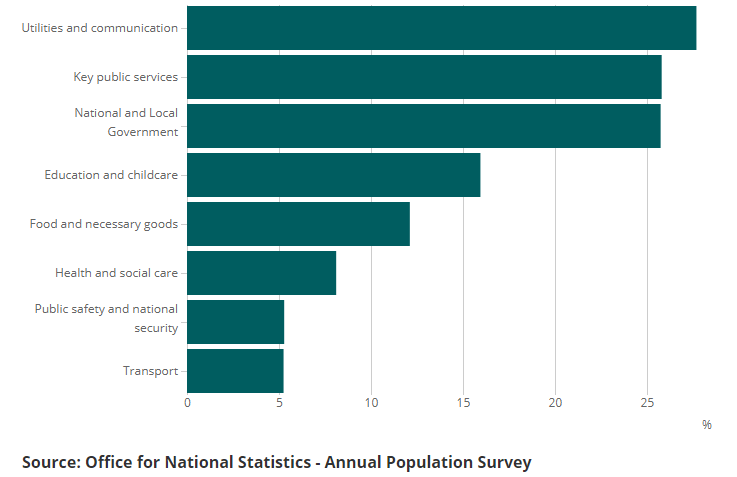 Utilities and communication
Key public services
National and Local
Government
Education and childcare
Food and necessary goods
Health and social care
Public safety and national
security
Transport
0 5 10 15 20 25
%
Source: Office for National Statistics - Annual Population Survey